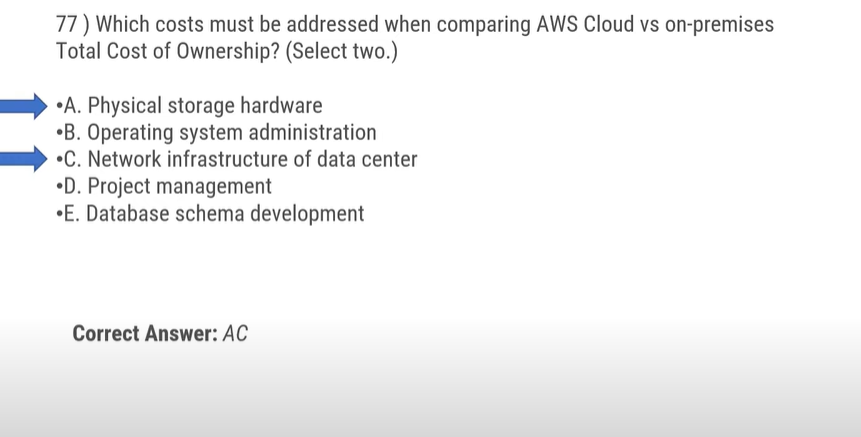 77 ) Which costs must be addressed when comparing AWS Cloud vs on-premises
Total Cost of Ownership? (Select two.)
•A. Physical storage hardware
•B. Operating system administration
•C. Network infrastructure of data center
•D. Project management
•E. Database schema development
Correct Answer: AC